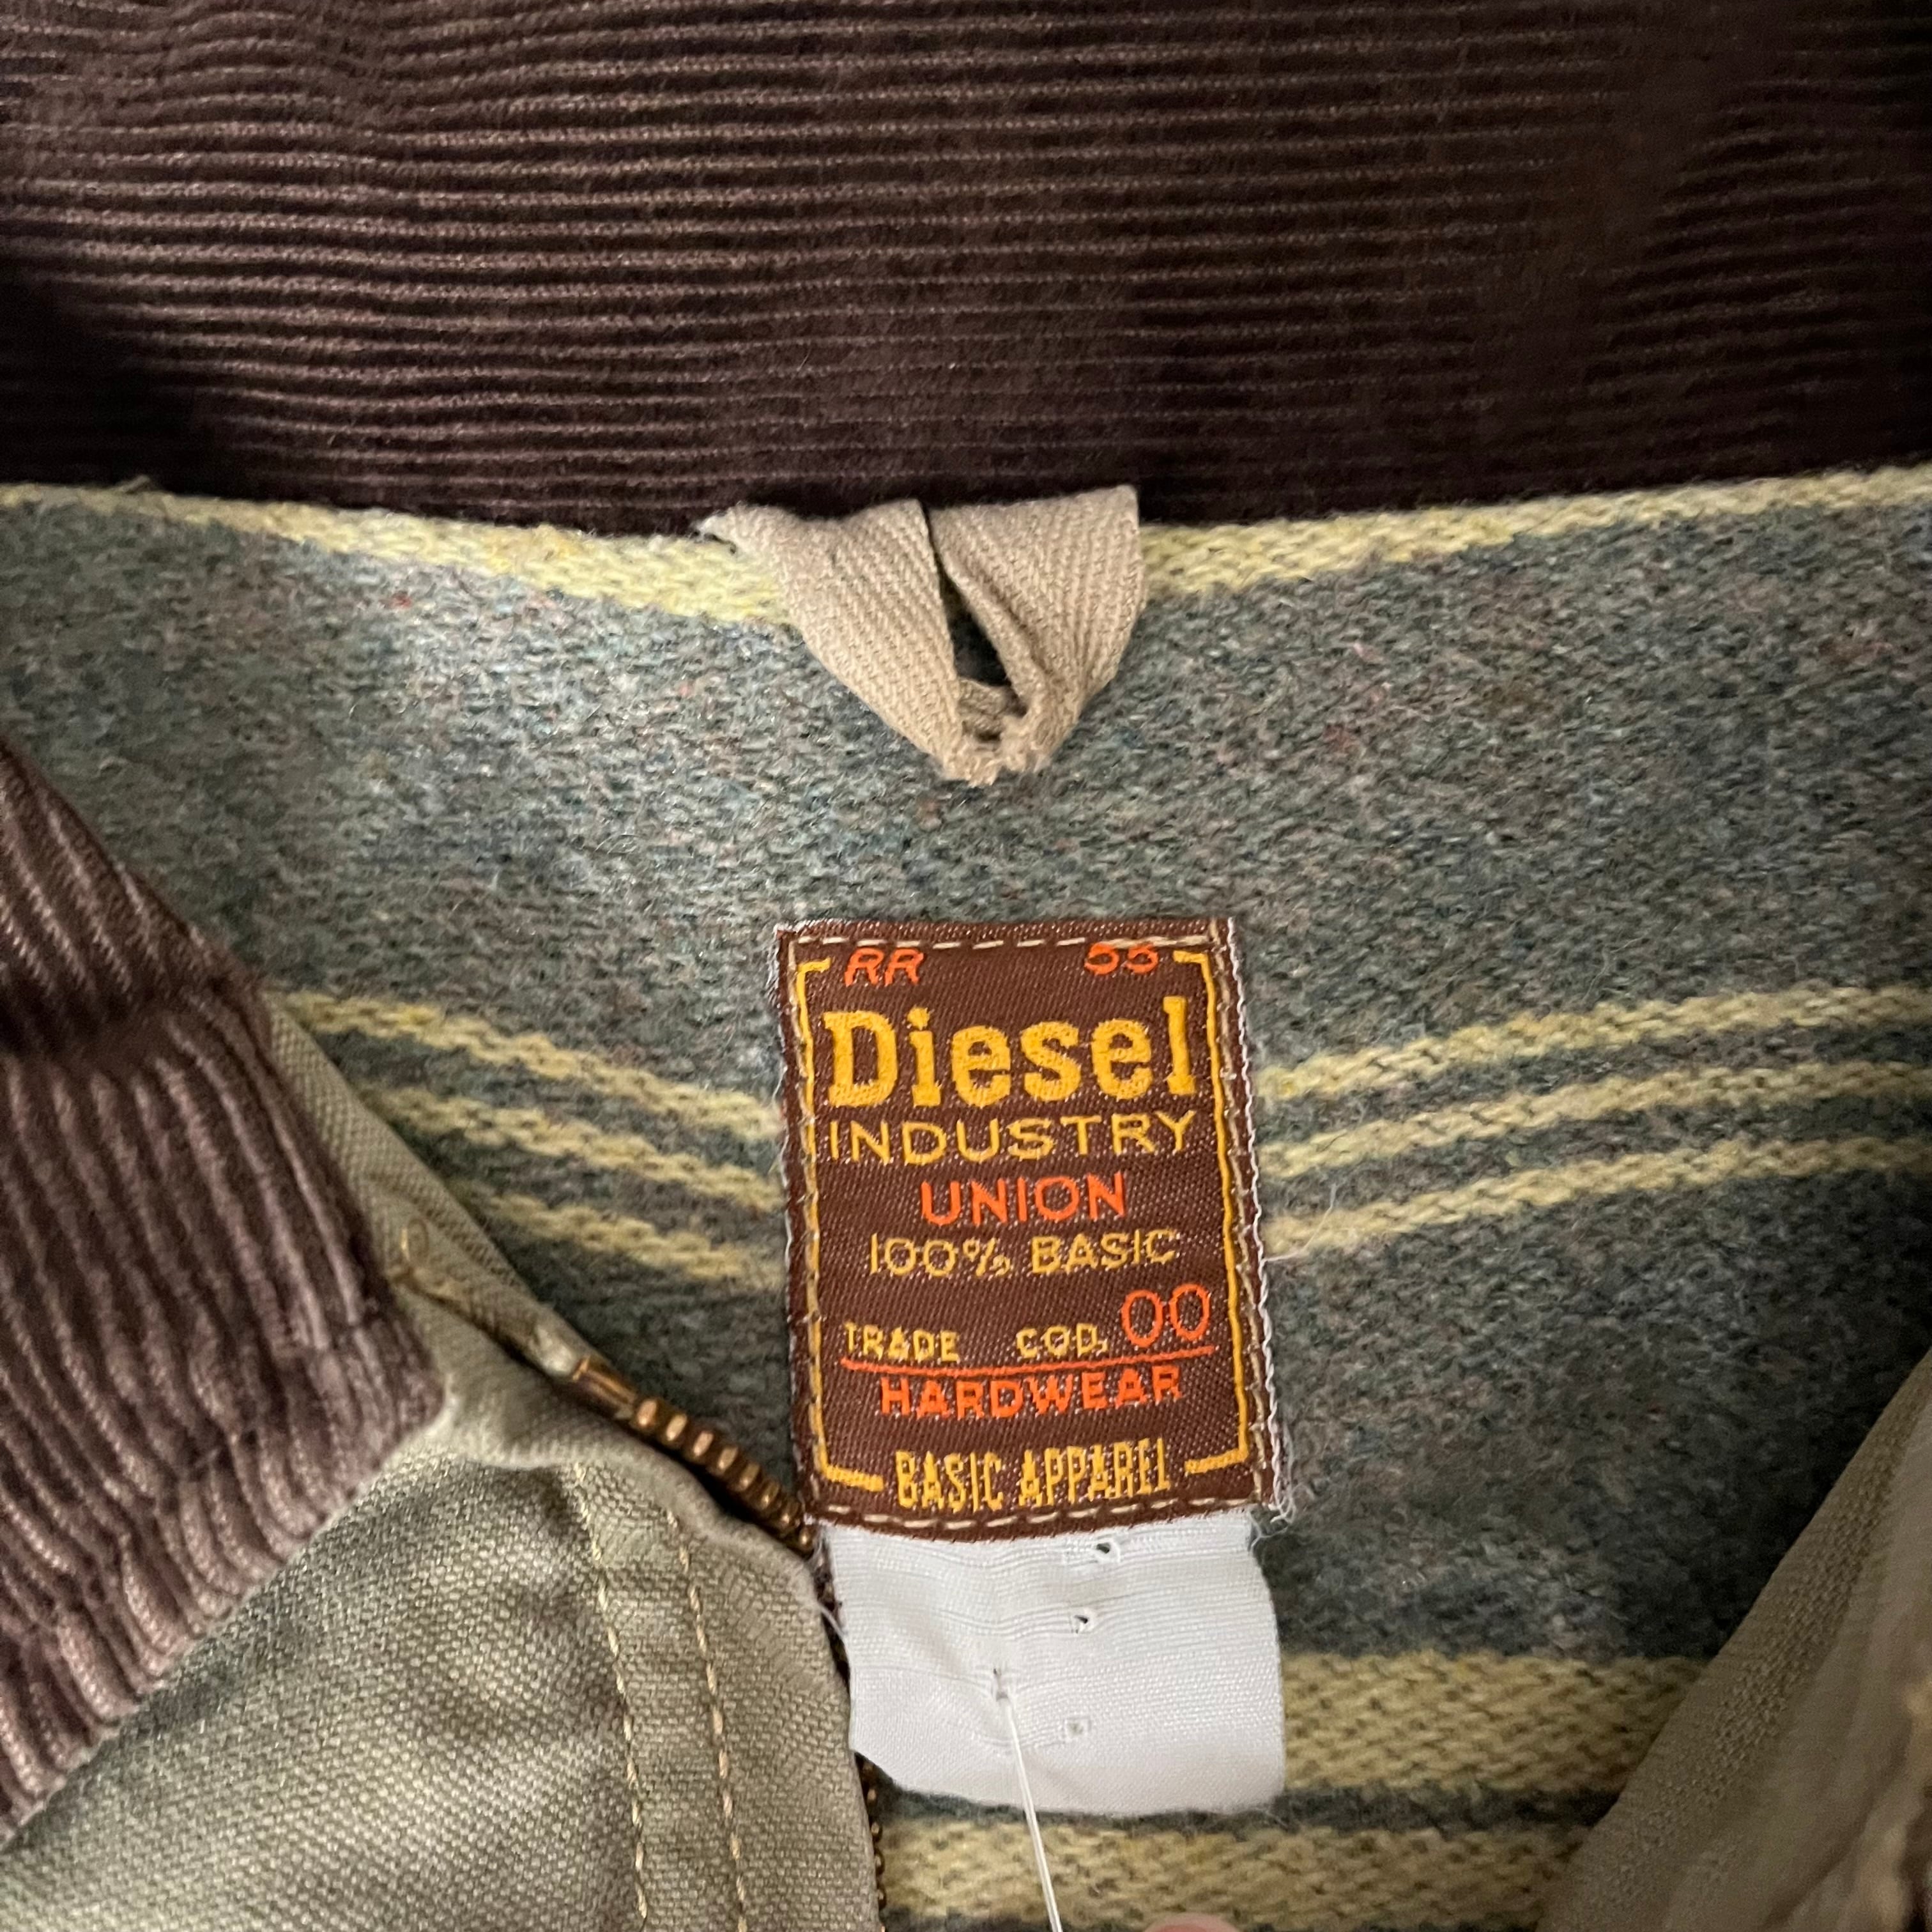 RR 55
Diesel
INDUSTRY
UNION
100% BASIC
TRADE COD. 00
HARDWEAR
BASIC APPAREL